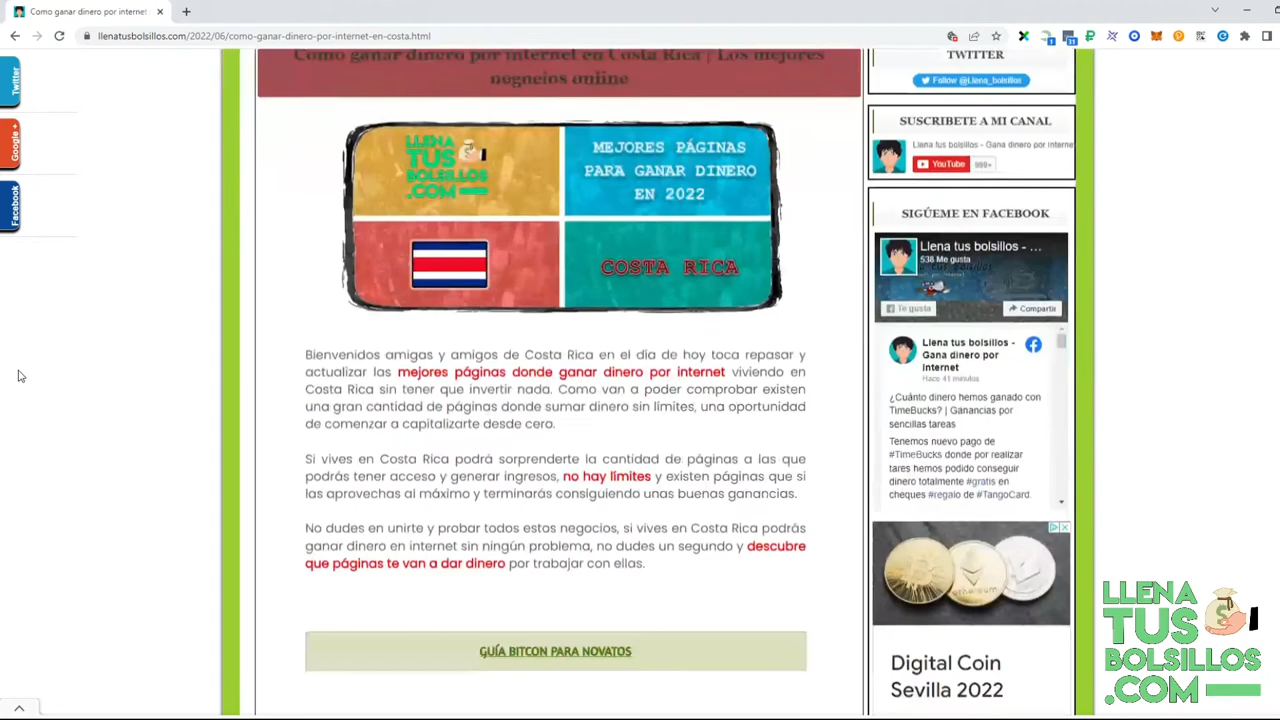 Como ganar dinero por internet
llenatusbolsillos.com/2022/06/como-ganar-dinero-por-internet-en-costa.html
Twitter
Google +
Facebook
Como ganar dinero por internet en Costa Rica | Los mejores
negocios online
LLENA
TUS
BOLSILLOS
.COM
MEJORES PÁGINAS
PARA GANAR DINERO
EN 2022
COSTA RICA
Bienvenidos amigas y amigos de Costa Rica en el día de hoy toca repasar y
actualizar las mejores páginas donde ganar dinero por internet viviendo en
Costa Rica sin tener que invertir nada. Como van a poder comprobar existen
una gran cantidad de páginas donde sumar dinero sin límites, una oportunidad
de comenzar a capitalizarte desde cero.
Si vives en Costa Rica podrá sorprenderte la cantidad de páginas a las que
podrás tener acceso y generar ingresos, no hay límites y existen páginas que si
las aprovechas al máximo y terminarás consiguiendo unas buenas ganancias.
No dudes en unirte y probar todos estos negocios, si vives en Costa Rica podrás
ganar dinero en internet sin ningún problema, no dudes un segundo y descubre
que páginas te van a dar dinero por trabajar con ellas.
GUÍA BITCON PARA NOVATOS
TWITTER
Follow @Llena_bolsillos
SUSCRIBETE A MI CANAL
Llena tus bolsillos - Gana dinero por interne
YouTube 999+
SIGÚEME EN FACEBOOK
Llena tus bolsillos - ...
538 Me gusta
Te gusta
Compartir
Llena tus bolsillos -
Gana dinero por
Internet
Hace 41 minutos
¿Cuánto dinero hemos ganado con
TimeBucks? | Ganancias por
sencillas tareas
Tenemos nuevo pago de
#TimeBucks donde por realizar
tares hemos podido conseguir
dinero totalmente #gratis en
cheques #regalo de #TangoCard.
Digital Coin
Sevilla 2022
LLENA
TUS
BOLSILLOS
.COM